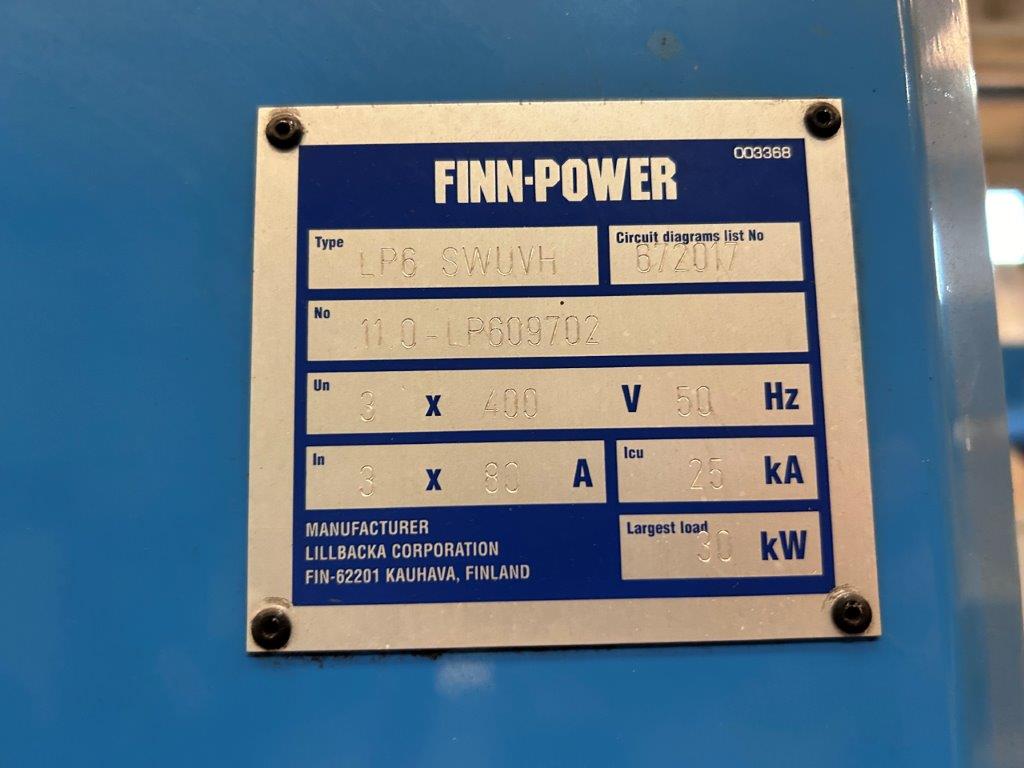 003368
FINN-POWER
Type LP6 SWUVH
Circuit diagrams list No 672017
No 11.0-LP609702
Un 3 x 400 V 50 Hz
In 3 x 80 A
Icu 25 kA
Largest load 30 kW
MANUFACTURER
LILLBACKA CORPORATION
FIN-62201 KAUHAVA, FINLAND